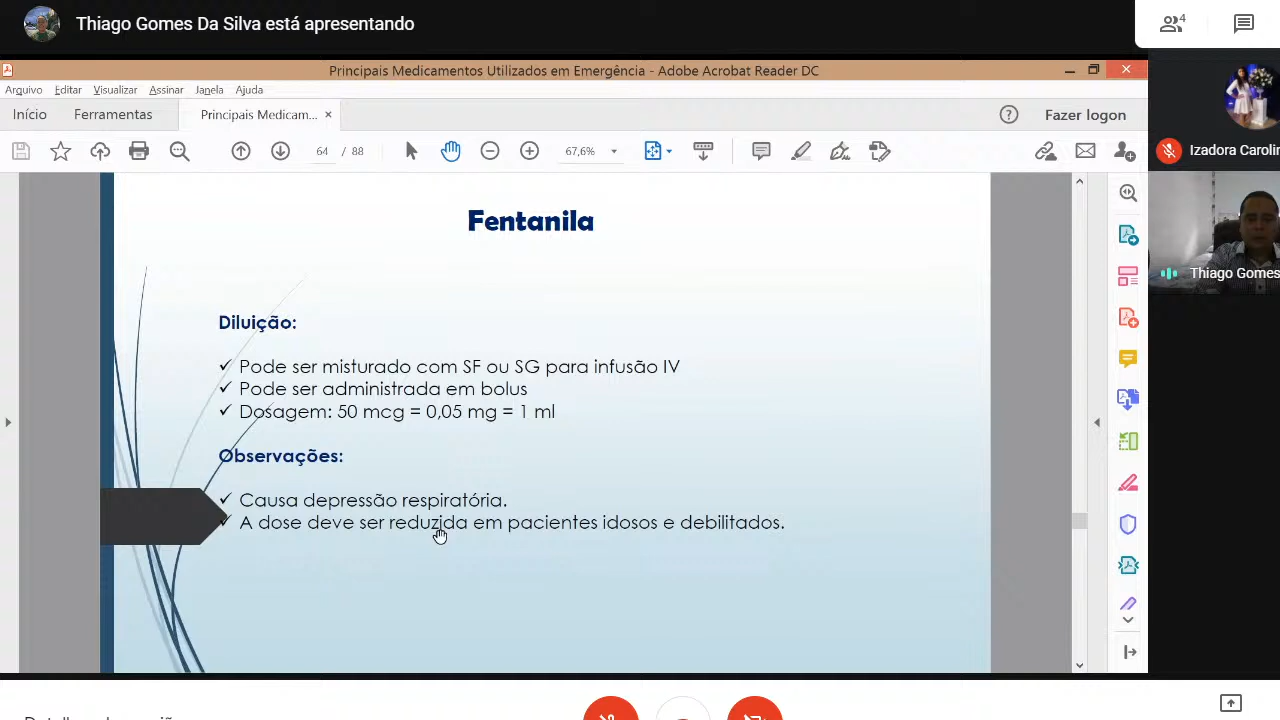 Thiago Gomes Da Silva está apresentando
4
Principais Medicamentos Utilizados em Emergência - Adobe Acrobat Reader DC
Arquivo Editar Visualizar Assinar Janela Ajuda
Início Ferramentas Principais Medicam... × Fazer logon
64 / 88 67,6%
Izadora Carolin
Thiago Gomes
Fentanila
Diluição:
✓ Pode ser misturado com SF ou SG para infusão IV
✓ Pode ser administrada em bolus
✓ Dosagem: 50 mcg = 0,05 mg = 1 ml
Observações:
✓ Causa depressão respiratória.
✓ A dose deve ser reduzida em pacientes idosos e debilitados.